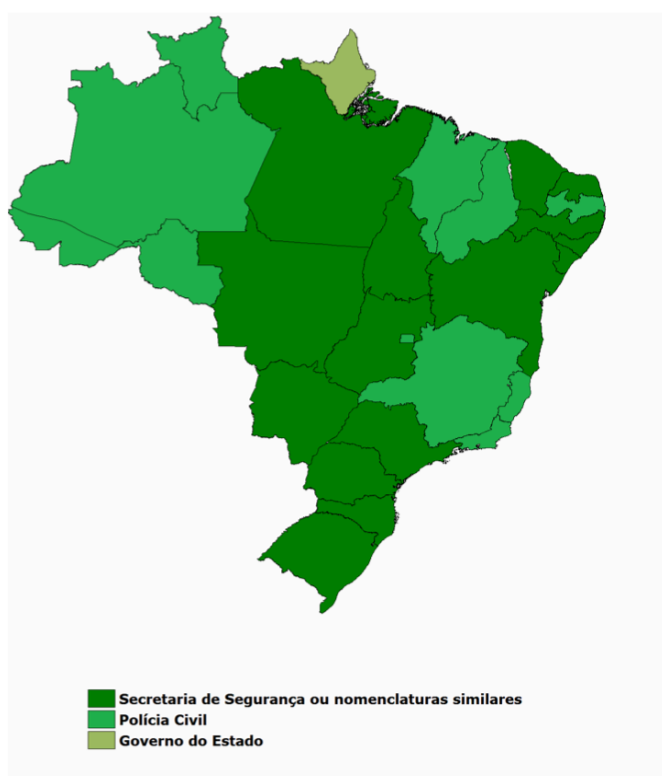 Secretaria de Segurança ou nomenclaturas similares
Polícia Civil
Governo do Estado